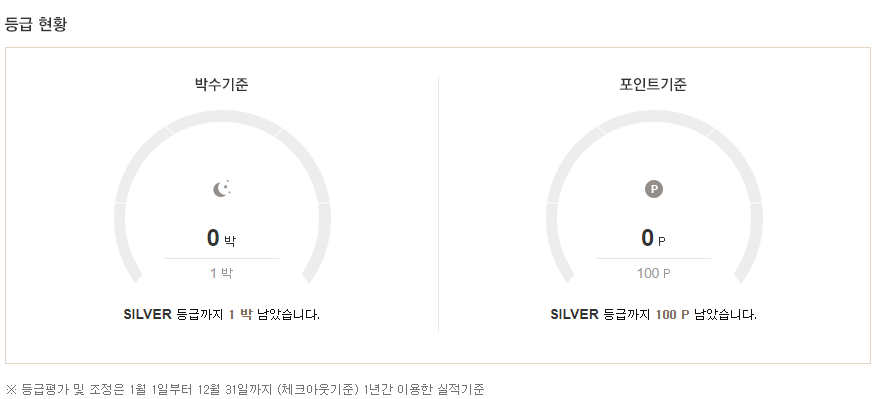 등급 현황
박수기준
포인트기준
P
0 박
0 P
1 박
100 P
SILVER 등급까지 1 박 남았습니다.
SILVER 등급까지 100 P 남았습니다.
※ 등급평가 및 조정은 1월 1일부터 12월 31일까지 (체크아웃기준) 1년간 이용한 실적기준